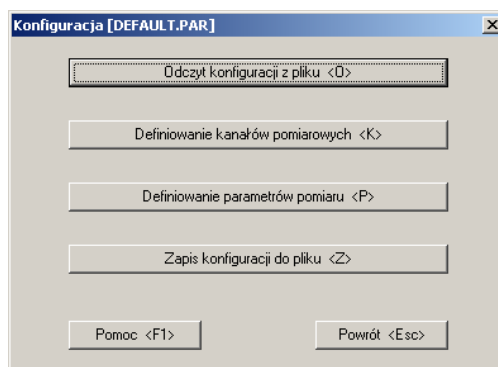 Konfiguracja [DEFAULT.PAR]
Odczyt konfiguracji z pliku <O>
Definiowanie kanałów pomiarowych <K>
Definiowanie parametrów pomiaru <P>
Zapis konfiguracji do pliku <Z>
Pomoc <F1> Powrót <Esc>